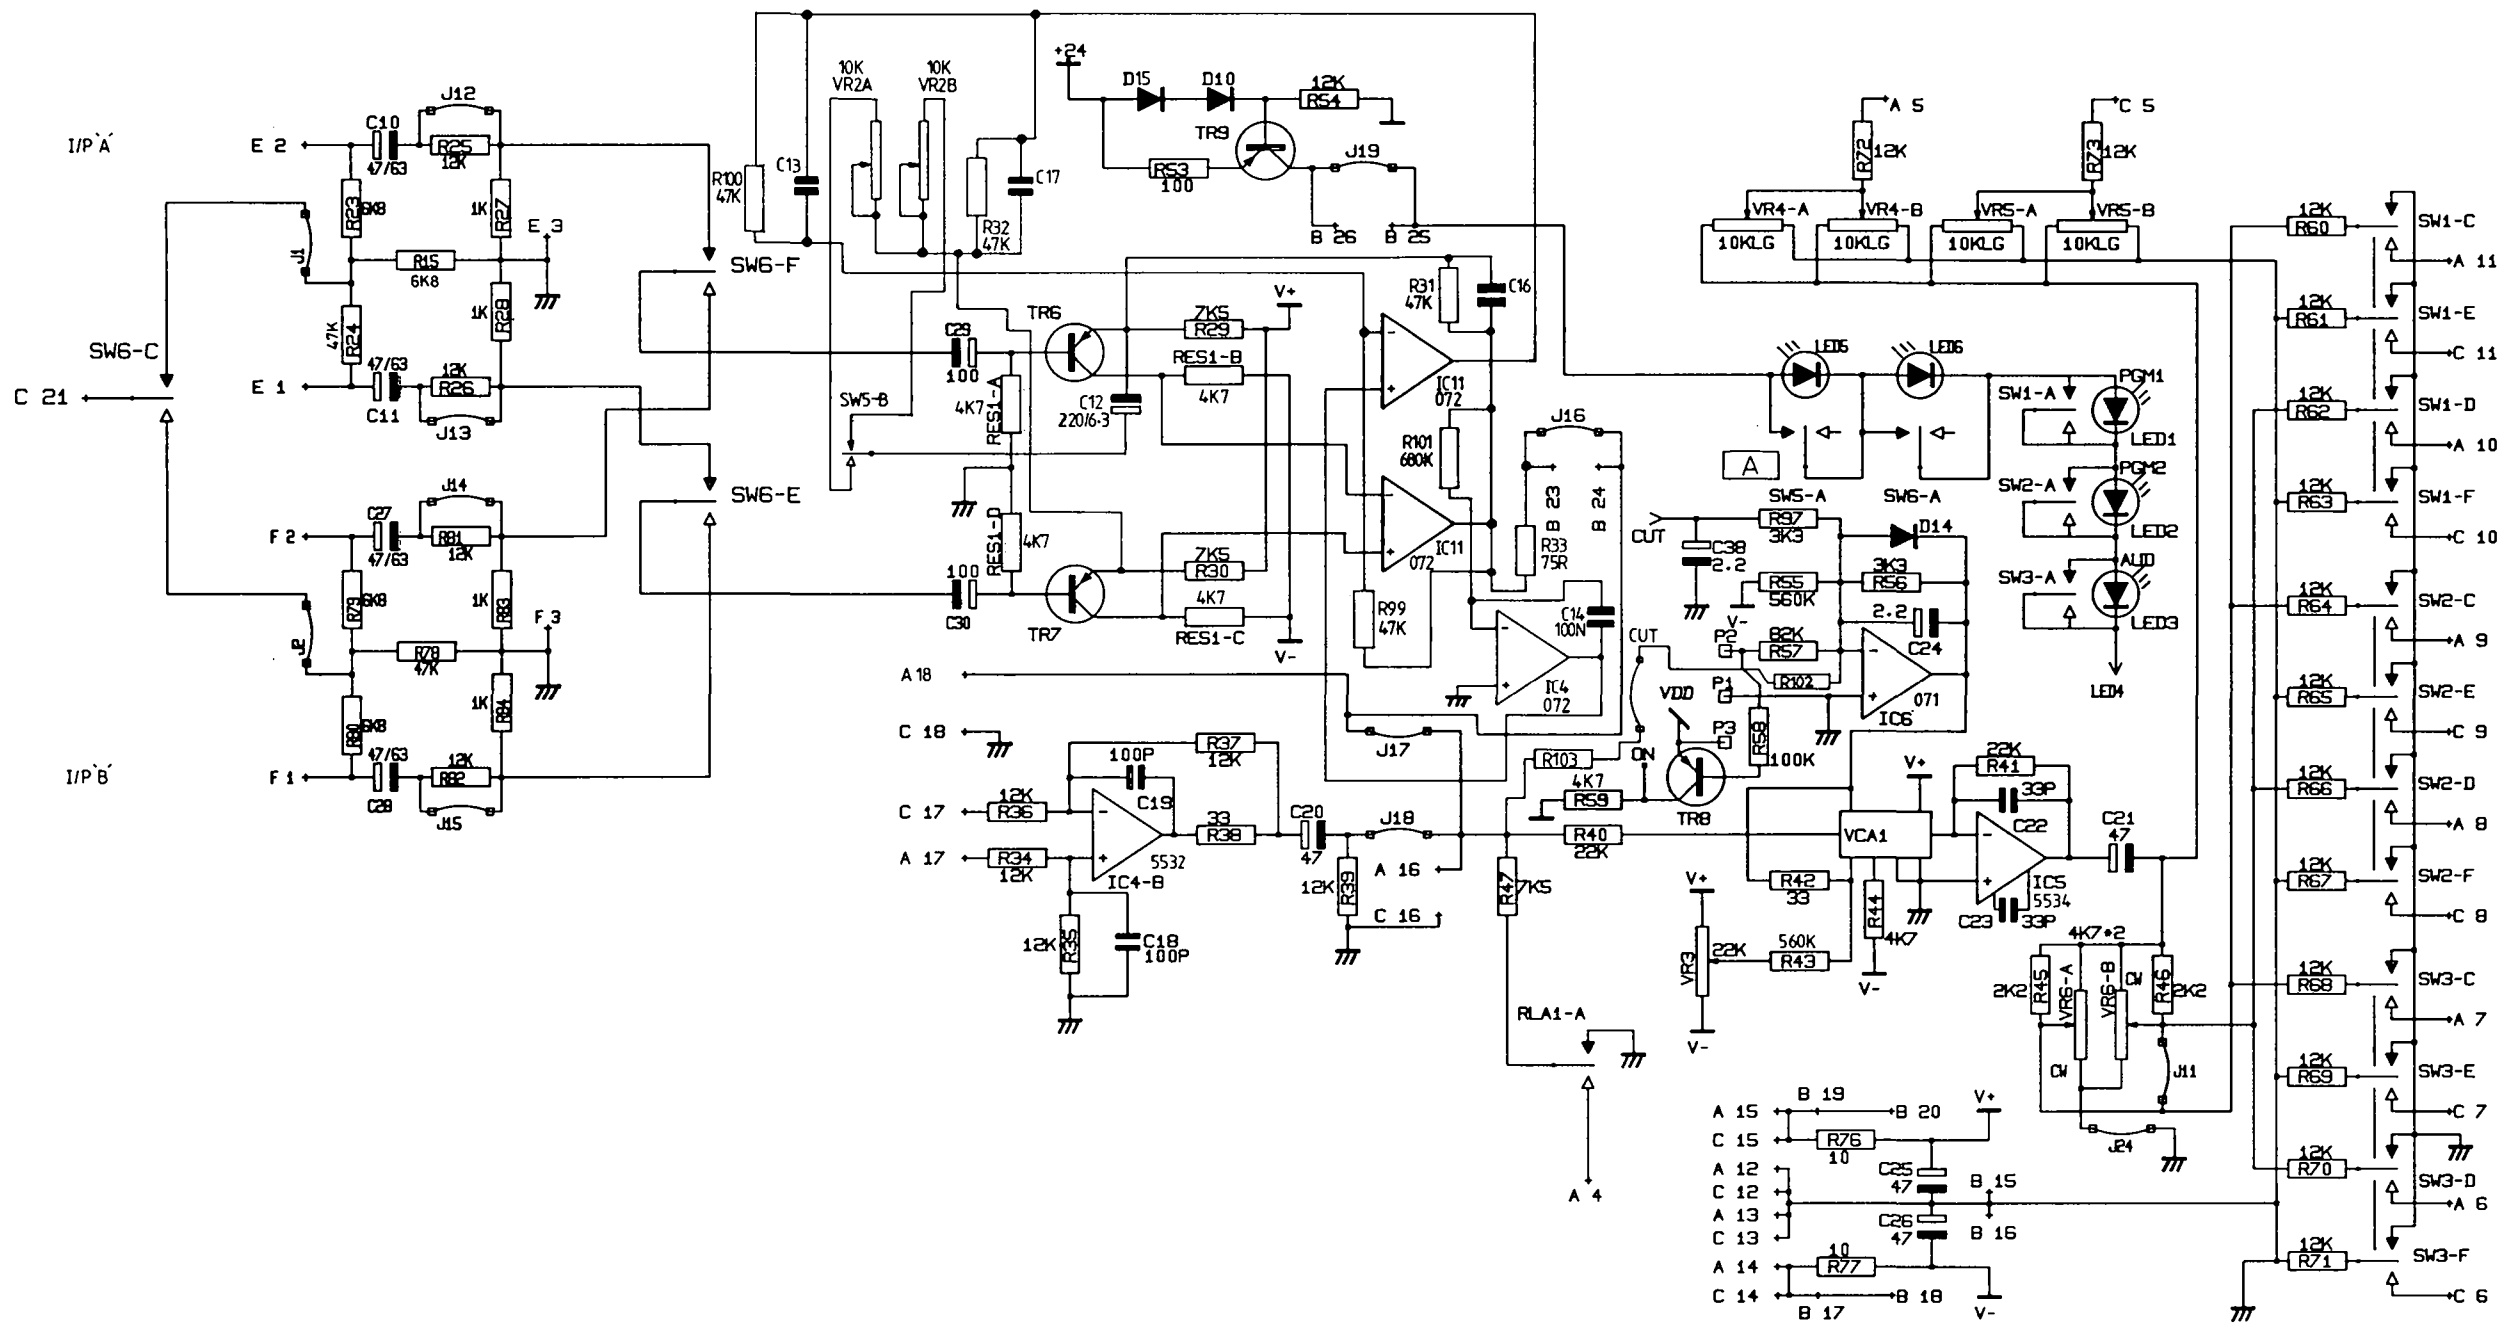 I/P`A´
I/P`B´
E 2
E 1
E 3
F 2
F 1
F 3
C 21
SW6-C
J1
J2
J12
C10
47/63
R25
12K
R23
6K8
R27
1K
R15
6K8
R24
47K
R28
1K
C11
47/63
R26
12K
J13
J14
C27
47/63
R81
12K
R79
6K8
R83
1K
R78
47K
R80
6K8
R84
1K
C28
47/63
R82
12K
J15
SW6-F
SW6-E
R100
47K
C13
10K
VR2A
10K
VR2B
R32
47K
C17
+24
D15
D10
12K
R54
TR9
R53
100
J19
B 26
B 25
SW5-B
C29
100
TR6
RES1-A
4K7
RES1-D
4K7
C30
100
TR7
7K5
R29
RES1-B
4K7
C12
220/6·3
7K5
R30
4K7
RES1-C
V+
V-
R31
47K
C16
IC11
072
R101
680K
IC11
072
J16
B 23
B 24
R33
75R
R99
47K
C14
100N
IC4
072
A 18
C 18
C 17
A 17
J17
12K
R36
R34
12K
100P
C19
R37
12K
33
R38
5532
IC4-B
12K
R35
C18
100P
C20
47
J18
12K
R39
A 16
C 16
R47
7K5
RLA1-A
A 4
CUT
ON
R103
4K7
R59
R40
22K
VDD
TR8
P2
P1
P3
R58
100K
CUT
C38
2.2
R97
3K3
R55
560K
V-
82K
R57
R102
D14
3K3
R56
2.2
C24
071
IC6
V+
VCA1
R42
33
R44
4K7
V-
V+
VR3
22K
560K
R43
V-
22K
R41
33P
C22
IC5
5534
C23
33P
C21
47
4K7*2
R45
2K2
VR6-A
CW
VR6-B
CW
R46
2K2
J11
J24
A 5
C 5
R72
12K
R73
12K
VR4-A
10KLG
VR4-B
10KLG
VR5-A
10KLG
VR5-B
10KLG
LED5
LED6
A
SW5-A
SW6-A
SW1-A
PGM1
LED1
SW2-A
PGM2
LED2
SW3-A
AUD
LED3
LED4
12K
R60
SW1-C
A 11
12K
R61
SW1-E
C 11
12K
R62
SW1-D
A 10
12K
R63
SW1-F
C 10
12K
R64
SW2-C
A 9
12K
R65
SW2-E
C 9
12K
R66
SW2-D
A 8
12K
R67
SW2-F
C 8
12K
R68
SW3-C
A 7
12K
R69
SW3-E
C 7
12K
R70
SW3-D
A 6
12K
R71
SW3-F
C 6
A 15
B 19
B 20
V+
C 15
R76
10
A 12
C 12
A 13
C 13
C25
47
C26
47
B 15
B 16
A 14
10
R77
C 14
B 17
B 18
V-